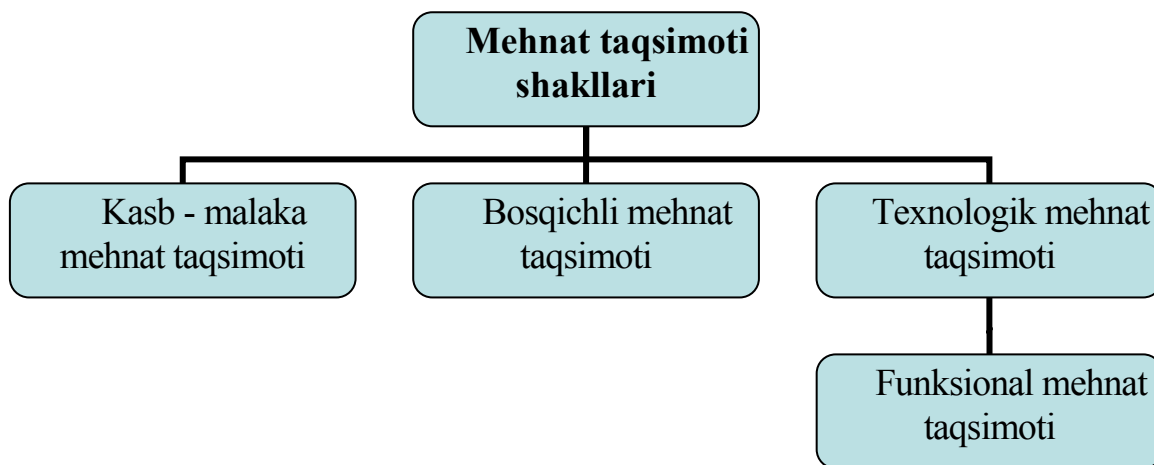 Mehnat taqsimoti
shakllari
Kasb - malaka
mehnat taqsimoti
Bosqichli mehnat
taqsimoti
Texnologik mehnat
taqsimoti
Funksional mehnat
taqsimoti